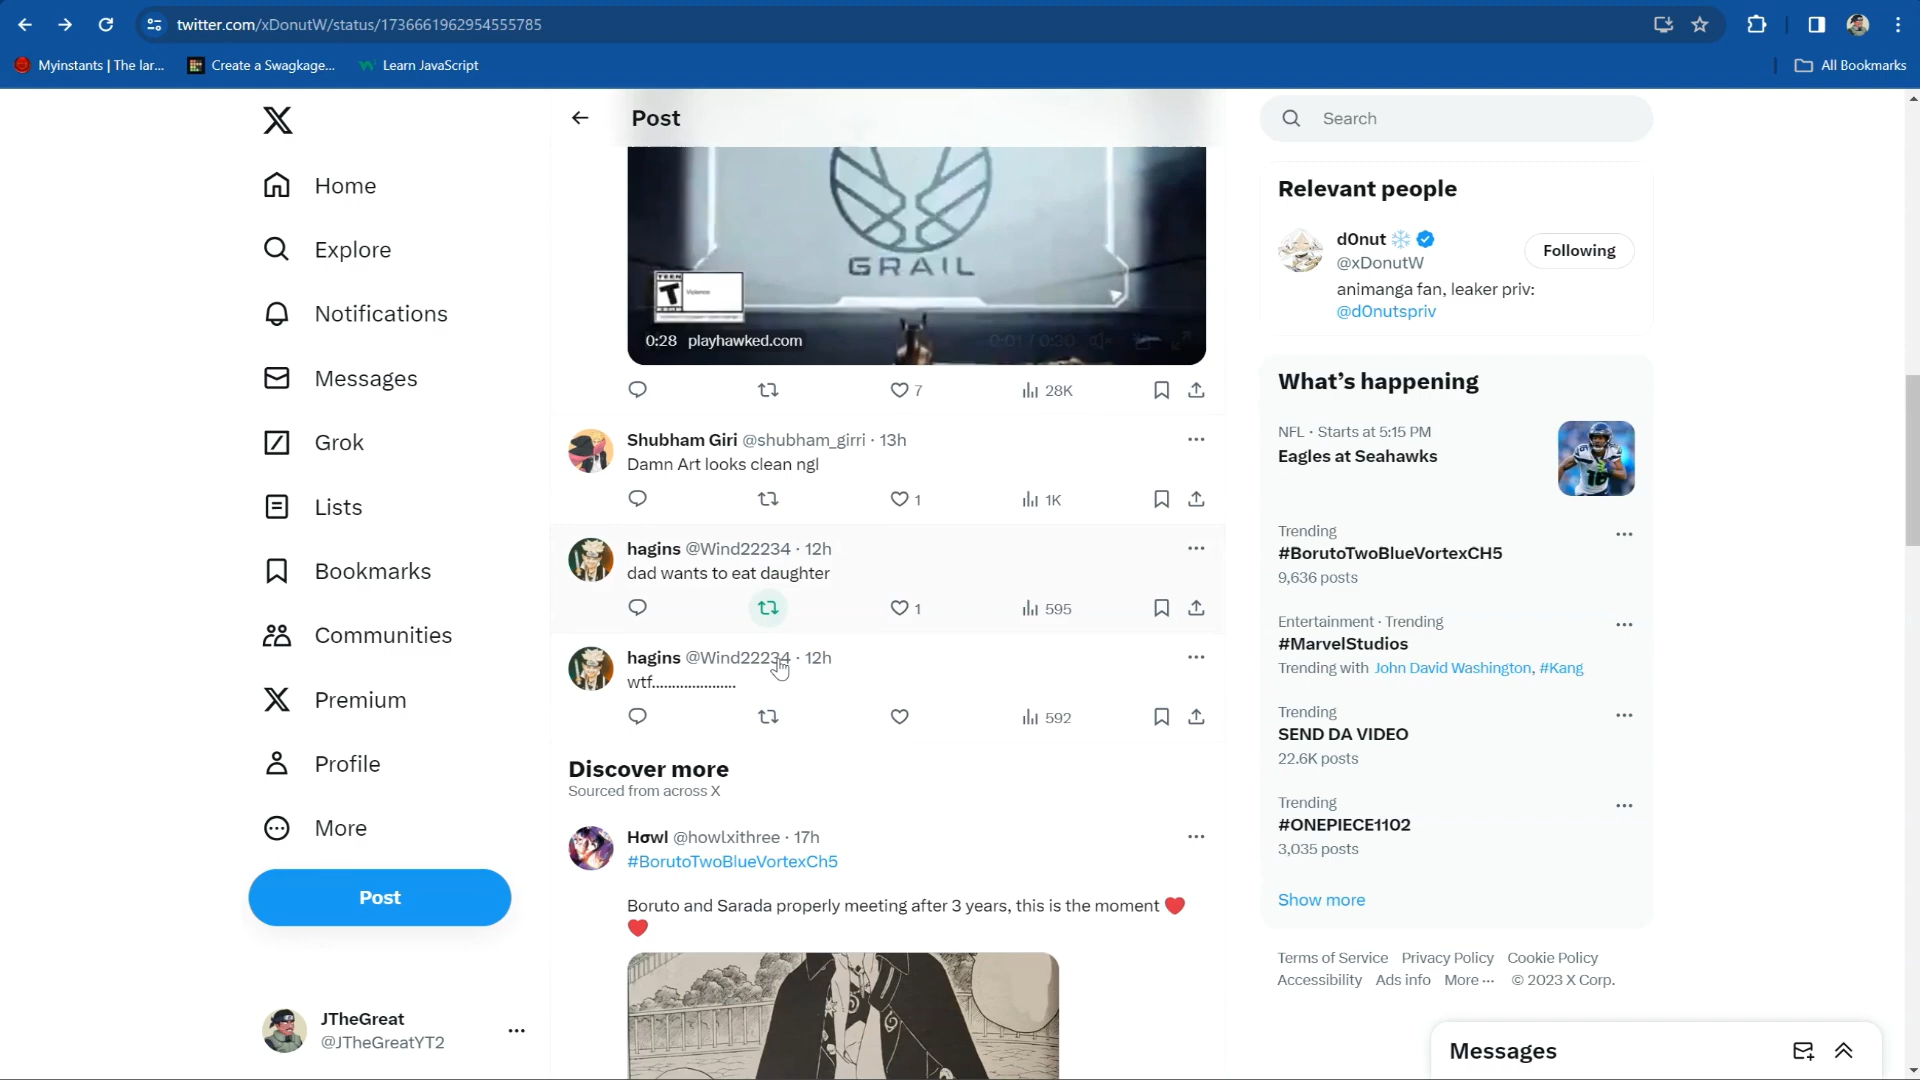 twitter.com/xDonutW/status/1736661962954555785
Myinstants | The lar...
Create a Swagkage...
Learn JavaScript
All Bookmarks
Home
Explore
Notifications
Messages
Grok
Lists
Bookmarks
Communities
Premium
Profile
More
Post
JTheGreat
@JTheGreatYT2
Post
GRAIL
TEEN
T
Violence
0:28 playhawked.com
0:01 / 0:30
7
28K
Shubham Giri @shubham_girri · 13h
Damn Art looks clean ngl
1
1K
hagins @Wind22234 · 12h
dad wants to eat daughter
1
595
hagins @Wind22234 · 12h
wtf.....................
592
Discover more
Sourced from across X
Hσwl @howlxithree · 17h
#BorutoTwoBlueVortexCh5
Boruto and Sarada properly meeting after 3 years, this is the moment ❤️
❤️
Search
Relevant people
d0nut ❄️
@xDonutW
Following
animanga fan, leaker priv:
@d0nutspriv
What's happening
NFL · Starts at 5:15 PM
Eagles at Seahawks
Trending
#BorutoTwoBlueVortexCH5
9,636 posts
Entertainment · Trending
#MarvelStudios
Trending with John David Washington, #Kang
Trending
SEND DA VIDEO
22.6K posts
Trending
#ONEPIECE1102
3,035 posts
Show more
Terms of Service Privacy Policy Cookie Policy
Accessibility Ads info More ··· © 2023 X Corp.
Messages